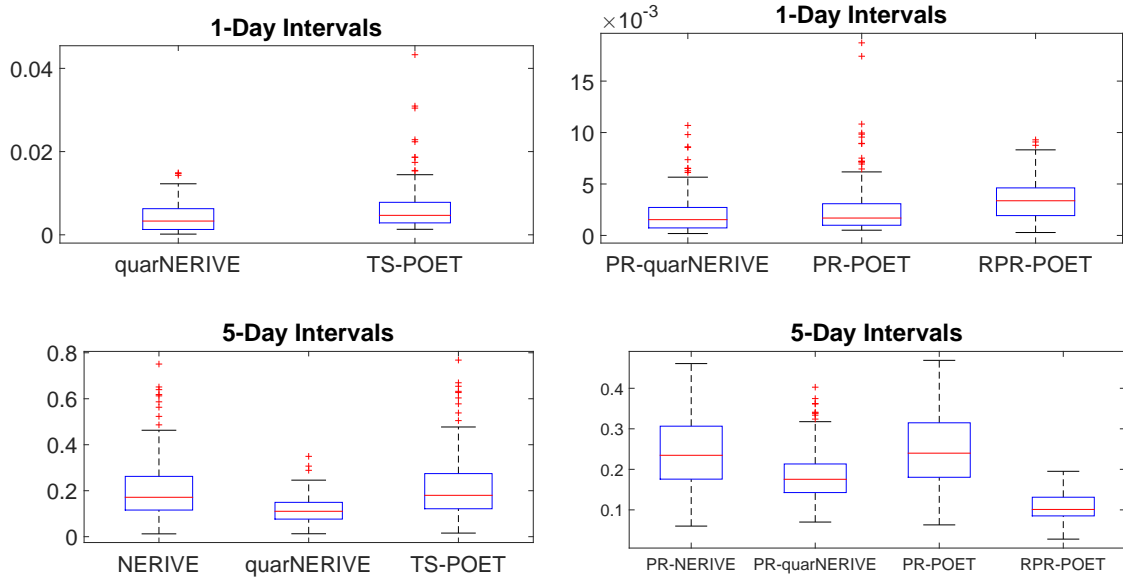 1-Day Intervals
0.04
0.02
0
quarNERIVE TS-POET
1-Day Intervals
×10-3
15
10
5
0
PR-quarNERIVE PR-POET RPR-POET
5-Day Intervals
0.8
0.6
0.4
0.2
0
NERIVE quarNERIVE TS-POET
5-Day Intervals
0.4
0.3
0.2
0.1
PR-NERIVE PR-quarNERIVE PR-POET RPR-POET